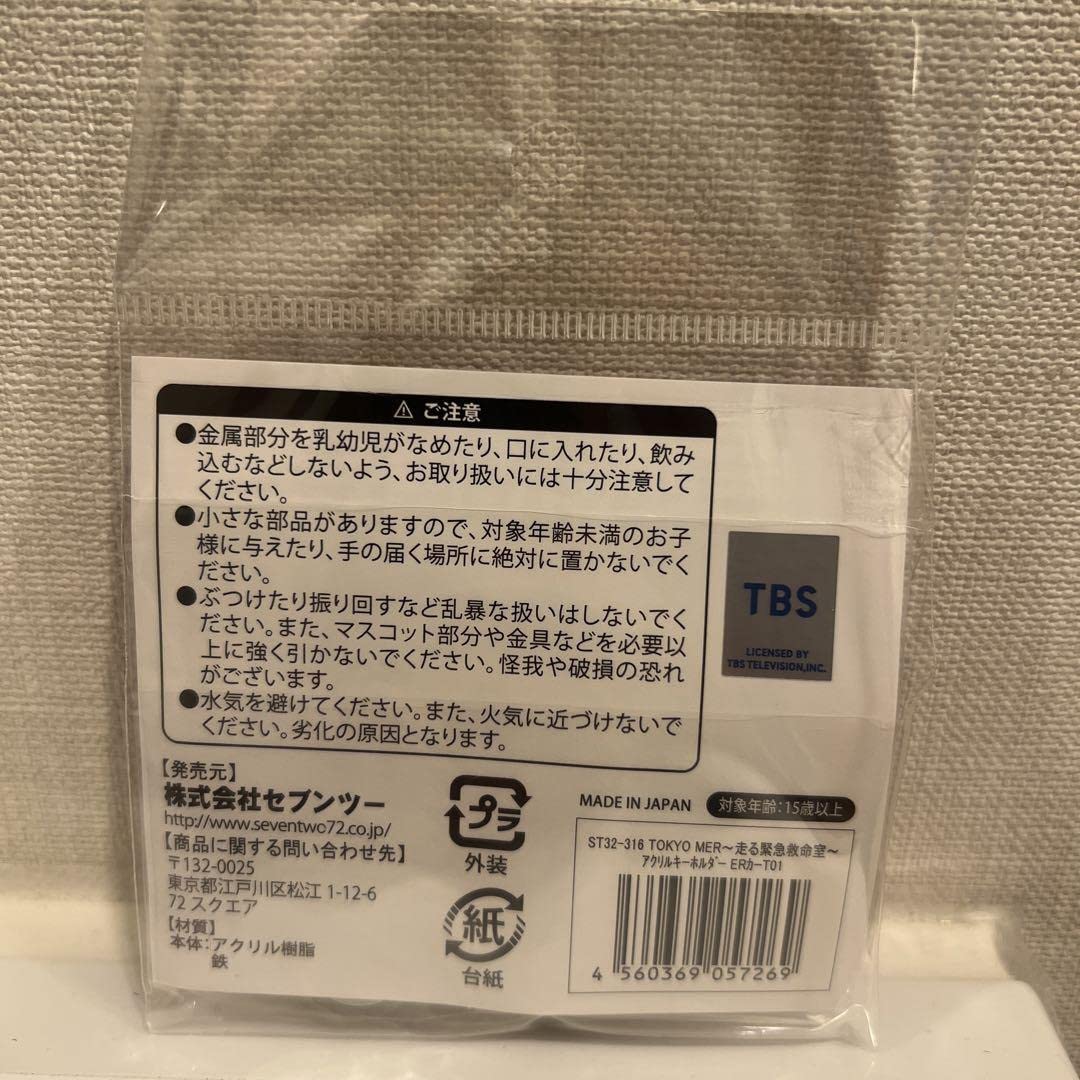 ⚠ ご注意
●金属部分を乳幼児がなめたり、口に入れたり、飲み
込むなどしないよう、お取り扱いには十分注意して
ください。
●小さな部品がありますので、対象年齢未満のお子
様に与えたり、手の届く場所に絶対に置かないでく
ださい。
●ぶつけたり振り回すなど乱暴な扱いはしないでく
ださい。また、マスコット部分や金具などを必要以
上に強く引かないでください。怪我や破損の恐れ
がございます。
●水気を避けてください。また、火気に近づけないで
ください。劣化の原因となります。
TBS
LICENSED BY
TBS TELEVISION, INC.
【発売元】
株式会社セブンツー
http://www.seventwo72.co.jp/
【商品に関する問い合わせ先】
〒132-0025
東京都江戸川区松江 1-12-6
72 スクエア
【材質】
本体:アクリル樹脂
鉄
プラ
外装
紙
台紙
MADE IN JAPAN
対象年齢:15歳以上
ST32-316 TOKYO MER～走る緊急救命室～
アクリルキーホルダー ERカーT01
4 560369 057269